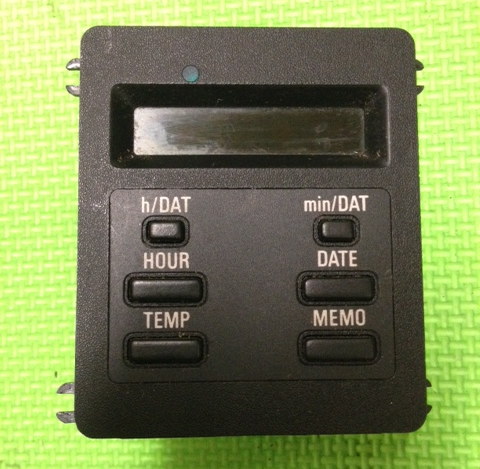 h/DAT min/DAT
HOUR DATE
TEMP MEMO